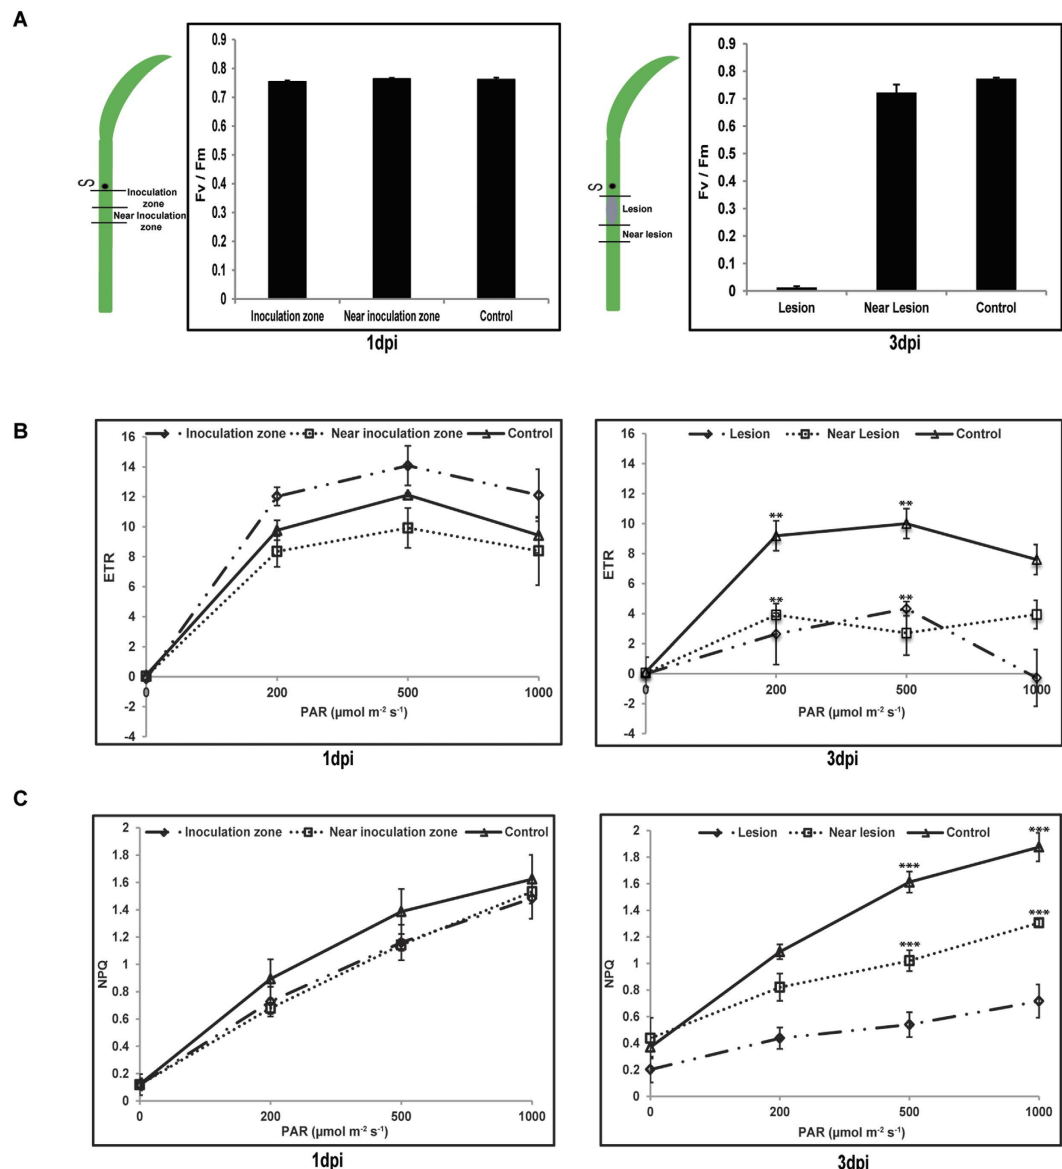 A
Fv / Fm
0.9
0.8
0.7
0.6
0.5
0.4
0.3
0.2
0.1
0
Inoculation zone
Near inoculation zone
Control
1dpi
S
Inoculation
zone
Near Inoculation
zone
Fv / Fm
0.9
0.8
0.7
0.6
0.5
0.4
0.3
0.2
0.1
0
Lesion
Near Lesion
Control
3dpi
S
Lesion
Near lesion
B
Inoculation zone
Near inoculation zone
Control
ETR
16
14
12
10
8
6
4
2
0
-2
-4
0
200
500
1000
PAR (µmol m⁻² s⁻¹)
1dpi
Lesion
Near Lesion
Control
ETR
16
14
12
10
8
6
4
2
0
-2
-4
**
**
**
**
0
200
500
1000
PAR (µmol m⁻² s⁻¹)
3dpi
C
Inoculation zone
Near inoculation zone
Control
NPQ
2
1.8
1.6
1.4
1.2
1
0.8
0.6
0.4
0.2
0
0
200
500
1000
PAR (µmol m⁻² s⁻¹)
1dpi
Lesion
Near lesion
Control
NPQ
2
1.8
1.6
1.4
1.2
1
0.8
0.6
0.4
0.2
0
***
***
***
***
0
200
500
1000
PAR (µmol m⁻² s⁻¹)
3dpi